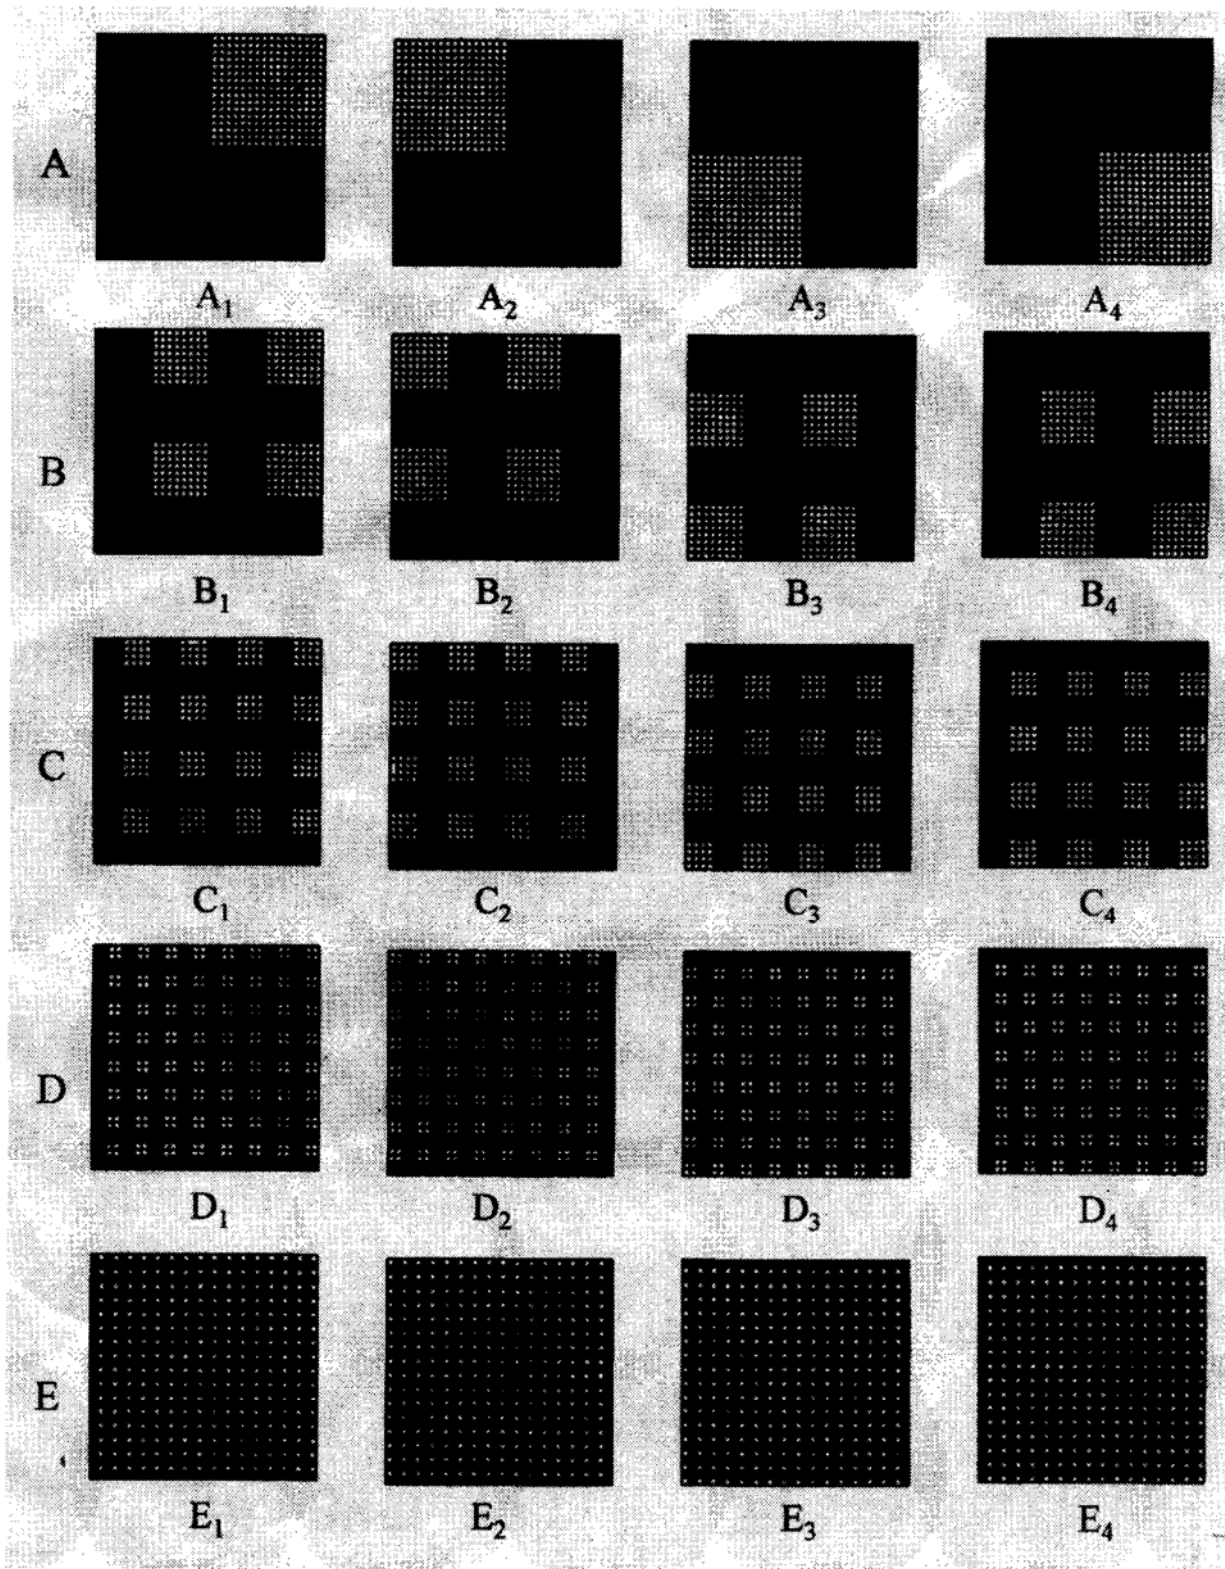 A
A₁ A₂ A₃ A₄
B
B₁ B₂ B₃ B₄
C
C₁ C₂ C₃ C₄
D
D₁ D₂ D₃ D₄
E
E₁ E₂ E₃ E₄